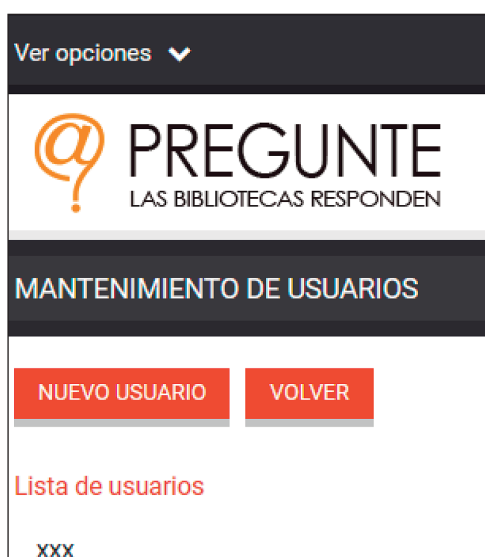 Ver opciones
PREGUNTE
LAS BIBLIOTECAS RESPONDEN
MANTENIMIENTO DE USUARIOS
NUEVO USUARIO VOLVER
Lista de usuarios
xxx